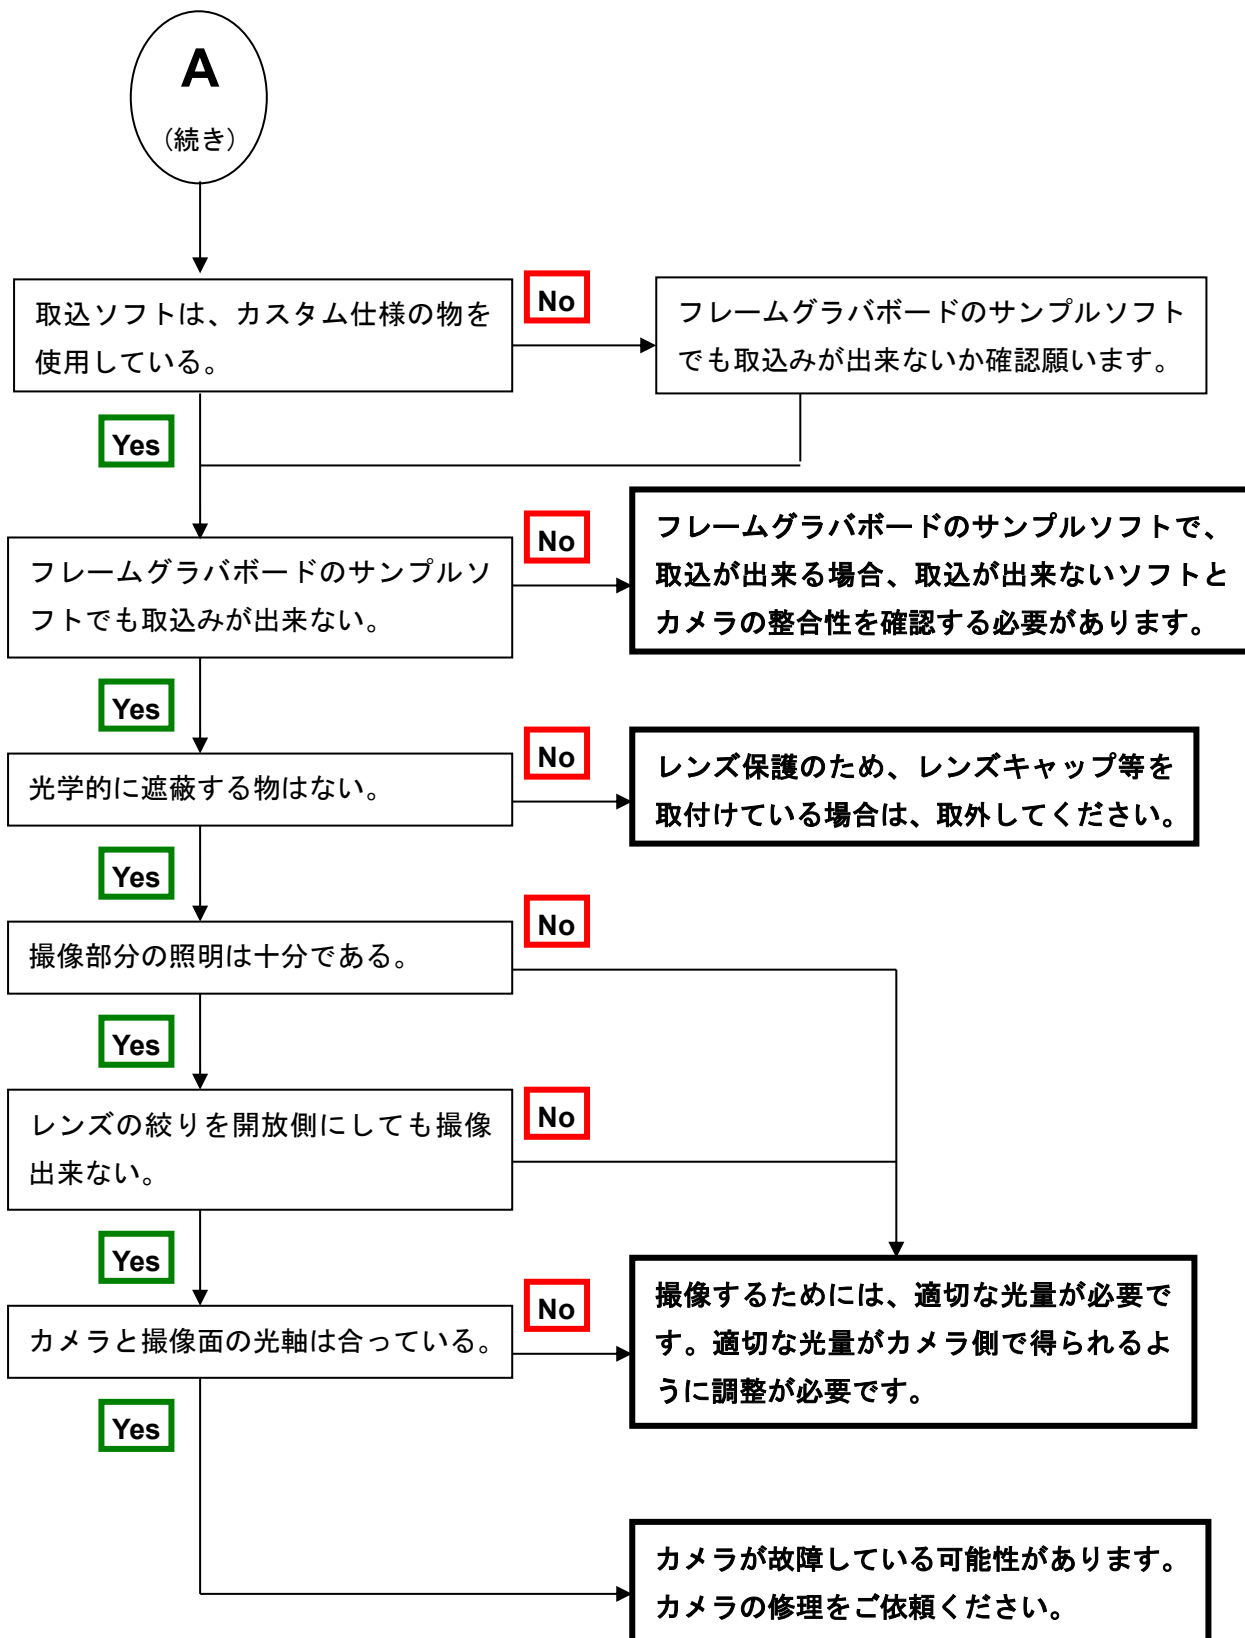 A
（続き）
取込ソフトは、カスタム仕様の物を
使用している。
No
フレームグラバボードのサンプルソフト
でも取込みが出来ないか確認願います。
Yes
フレームグラバボードのサンプルソ
フトでも取込みが出来ない。
No
フレームグラバボードのサンプルソフトで、
取込が出来る場合、取込が出来ないソフトと
カメラの整合性を確認する必要があります。
Yes
光学的に遮蔽する物はない。
No
レンズ保護のため、レンズキャップ等を
取付けている場合は、取外してください。
Yes
撮像部分の照明は十分である。
No
Yes
レンズの絞りを開放側にしても撮像
出来ない。
No
Yes
カメラと撮像面の光軸は合っている。
No
撮像するためには、適切な光量が必要で
す。適切な光量がカメラ側で得られるよ
うに調整が必要です。
Yes
カメラが故障している可能性があります。
カメラの修理をご依頼ください。